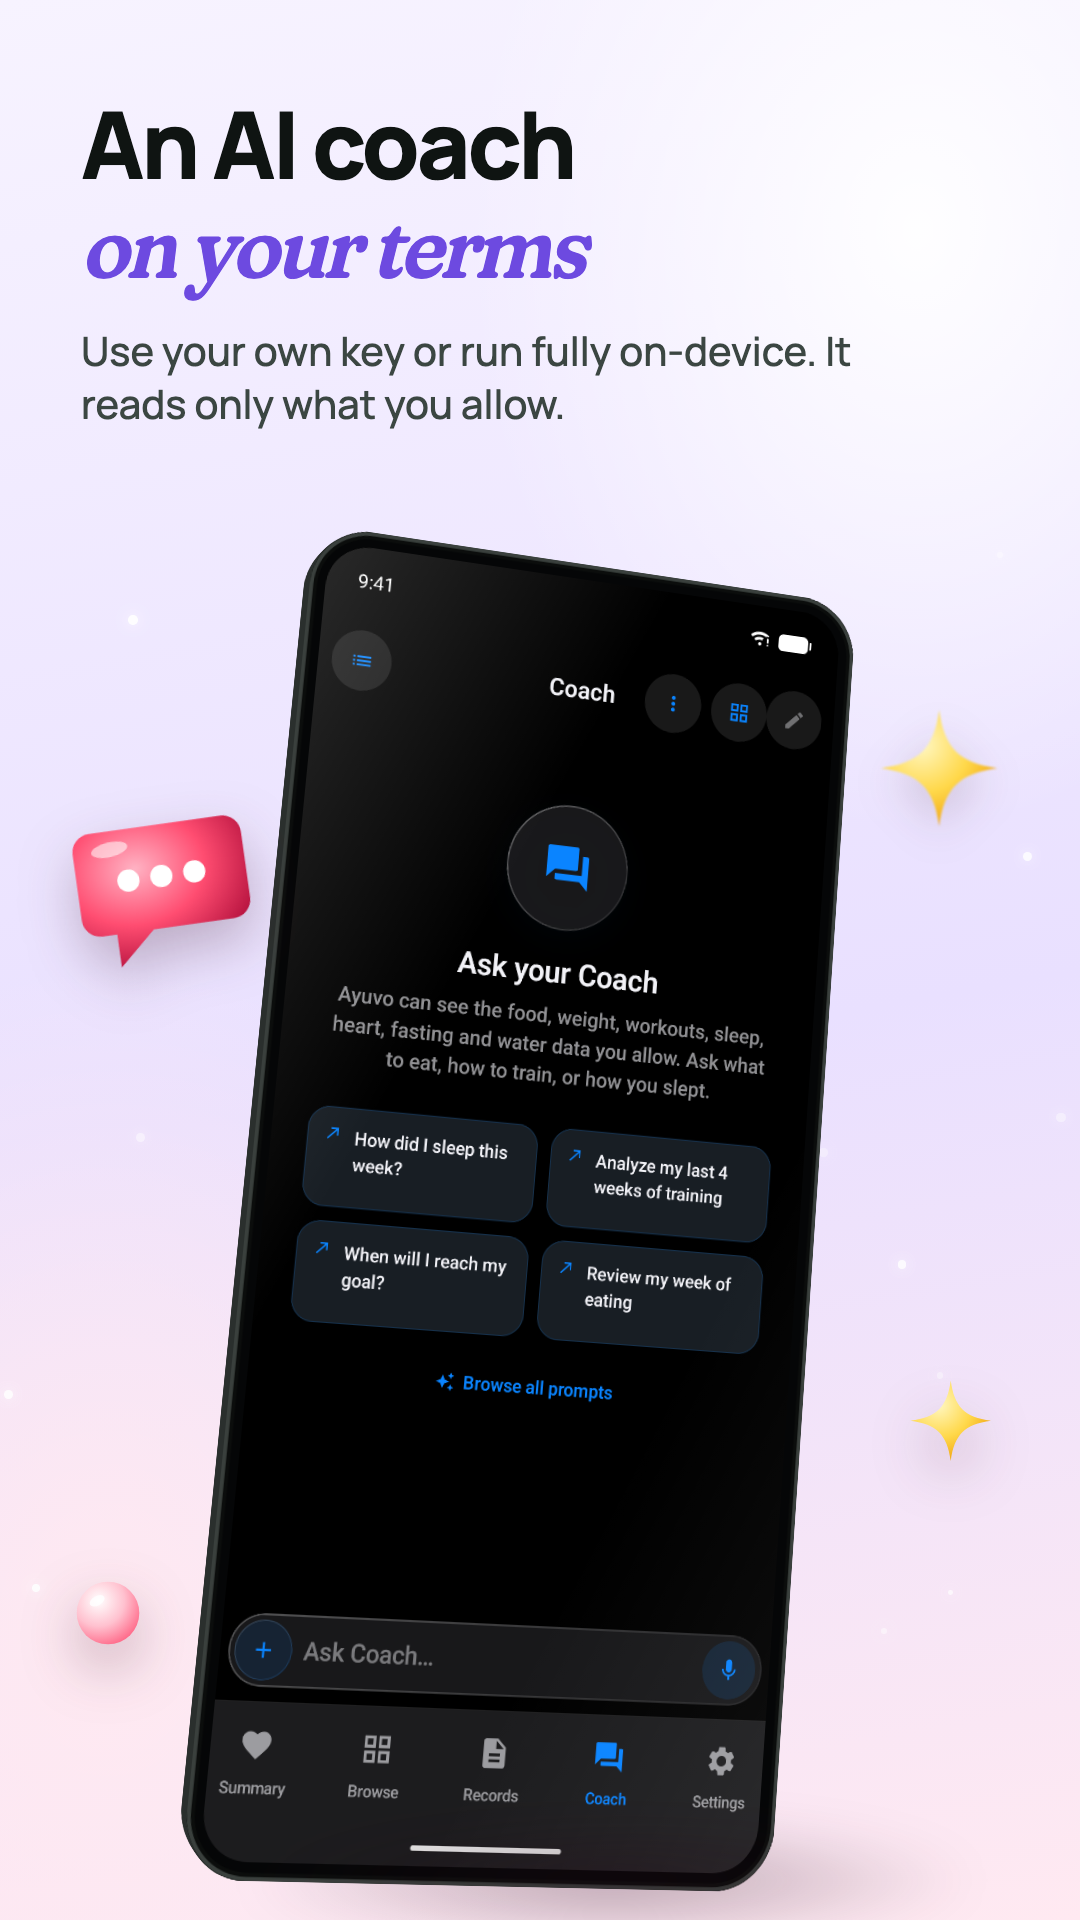 An AI coach
on your terms
Use your own key or run fully on-device. It
reads only what you allow.
9:41
Coach
Ask your Coach
Ayuvo can see the food, weight, workouts, sleep,
heart, fasting and water data you allow. Ask what
to eat, how to train, or how you slept.
How did I sleep this
week?
Analyze my last 4
weeks of training
When will I reach my
goal?
Review my week of
eating
Browse all prompts
Ask Coach...
Summary
Browse
Records
Coach
Settings